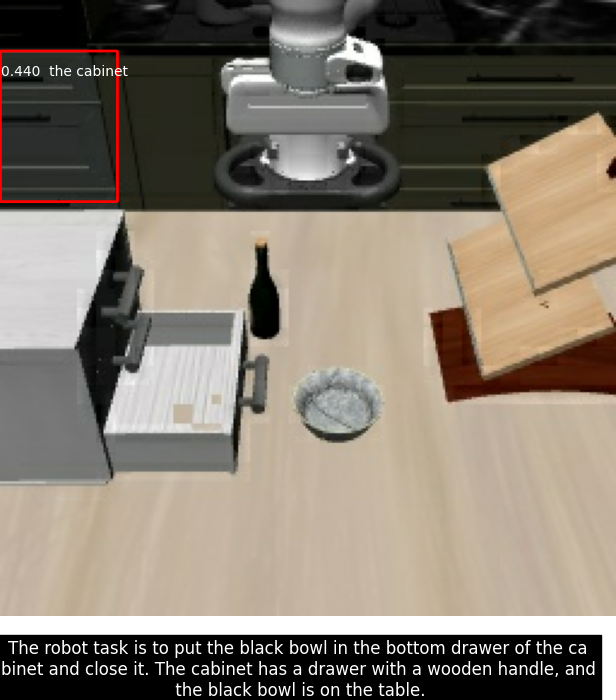 0.440  the cabinet
The robot task is to put the black bowl in the bottom drawer of the ca
binet and close it. The cabinet has a drawer with a wooden handle, and
the black bowl is on the table.